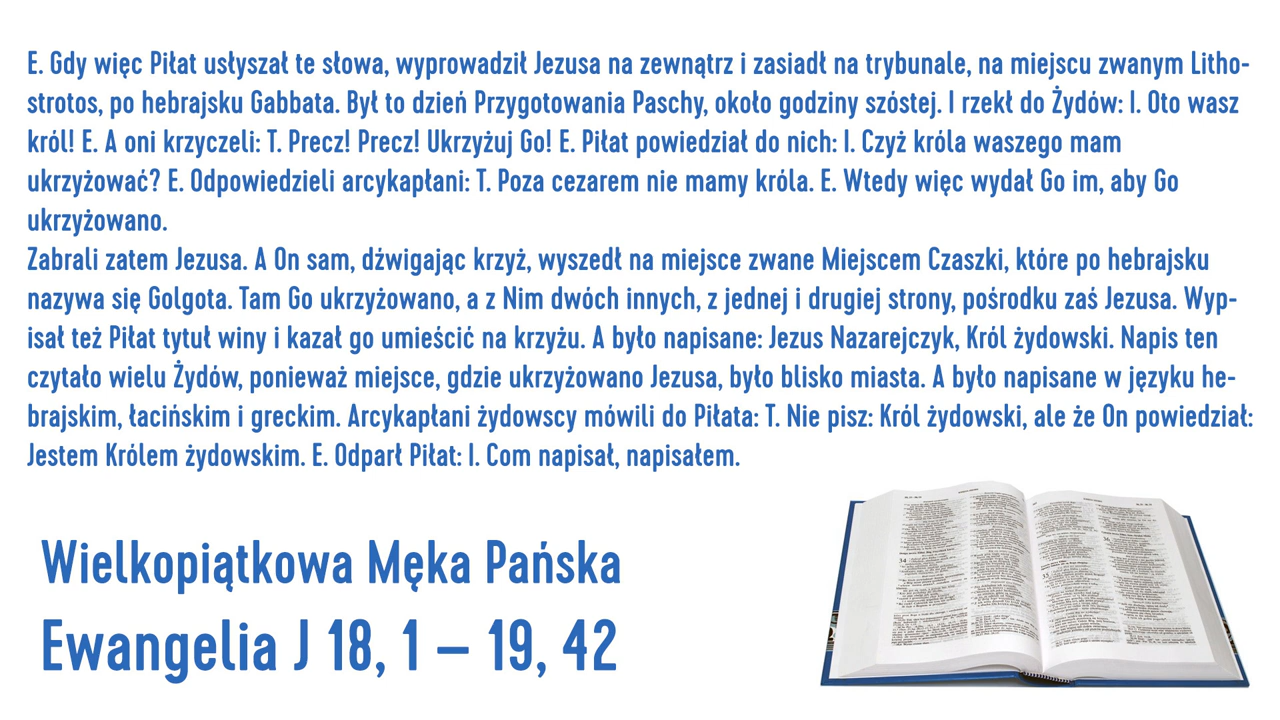 E. Gdy więc Piłat usłyszał te słowa, wyprowadził Jezusa na zewnątrz i zasiadł na trybunale, na miejscu zwanym Litho-
strotos, po hebrajsku Gabbata. Był to dzień Przygotowania Paschy, około godziny szóstej. I rzekł do Żydów: I. Oto wasz
król! E. A oni krzyczeli: T. Precz! Precz! Ukrzyżuj Go! E. Piłat powiedział do nich: I. Czyż króla waszego mam
ukrzyżować? E. Odpowiedzieli arcykapłani: T. Poza cezarem nie mamy króla. E. Wtedy więc wydał Go im, aby Go
ukrzyżowano.
Zabrali zatem Jezusa. A On sam, dźwigając krzyż, wyszedł na miejsce zwane Miejscem Czaszki, które po hebrajsku
nazywa się Golgota. Tam Go ukrzyżowano, a z Nim dwóch innych, z jednej i drugiej strony, pośrodku zaś Jezusa. Wyp-
isał też Piłat tytuł winy i kazał go umieścić na krzyżu. A było napisane: Jezus Nazarejczyk, Król żydowski. Napis ten
czytało wielu Żydów, ponieważ miejsce, gdzie ukrzyżowano Jezusa, było blisko miasta. A było napisane w języku he-
brajskim, łacińskim i greckim. Arcykapłani żydowscy mówili do Piłata: T. Nie pisz: Król żydowski, ale że On powiedział:
Jestem Królem żydowskim. E. Odparł Piłat: I. Com napisał, napisałem.
Wielkopiątkowa Męka Pańska
Ewangelia J 18, 1 – 19, 42